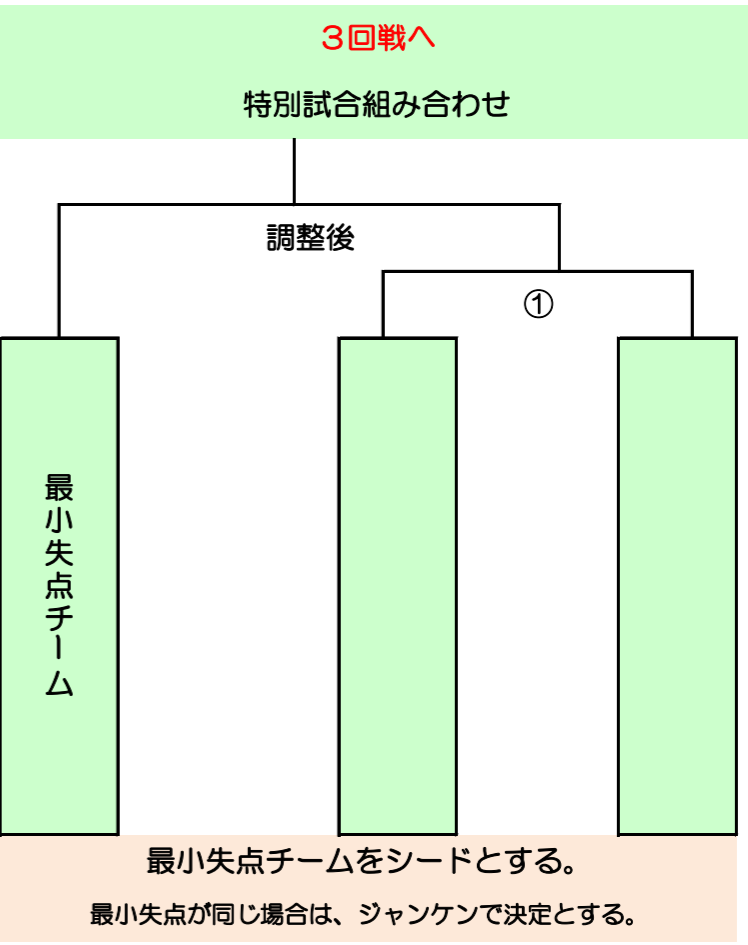 ３回戦へ
特別試合組み合わせ
調整後
①
最小失点チーム
最小失点チームをシードとする。
最小失点が同じ場合は、ジャンケンで決定とする。